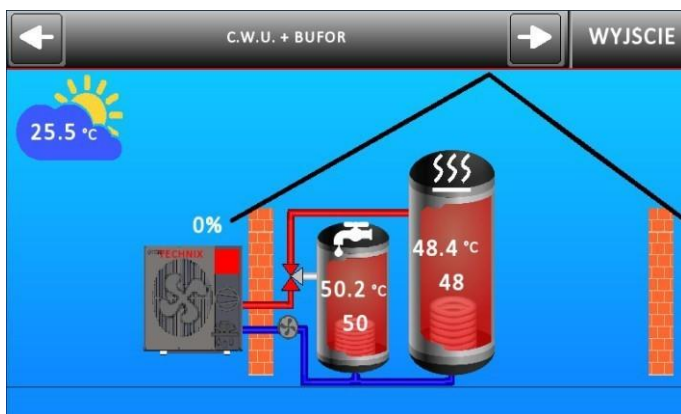 C.W.U. + BUFOR
WYJSCIE
25.5 °C
0%
TECHNIX
48.4 °C
48
50.2 °C
50